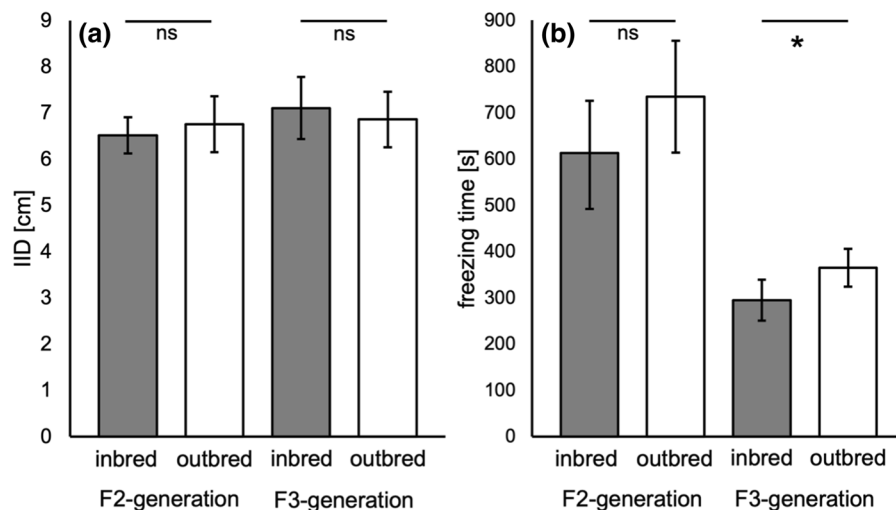 (a)
ns
ns
9
8
7
6
5
4
3
2
1
0
IID [cm]
inbred outbred inbred outbred
F2-generation F3-generation
(b)
ns
*
900
800
700
600
500
400
300
200
100
0
freezing time [s]
inbred outbred inbred outbred
F2-generation F3-generation